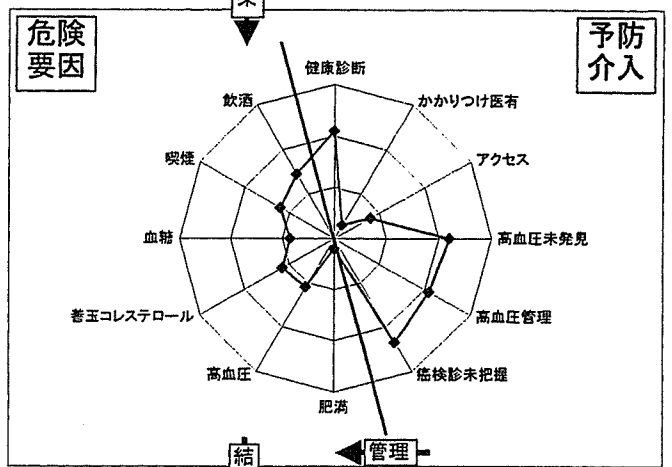 危険
要因
予防
介入
健康診断
飲酒
かかりつけ医有
喫煙
アクセス
血糖
高血圧未発見
善玉コレステロール
高血圧管理
高血圧
癌検診未把握
肥満
結
管理